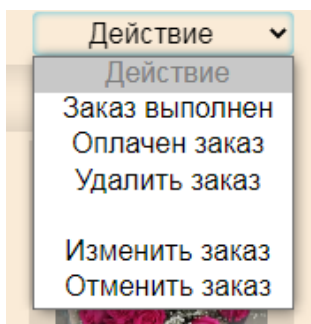 Действие
Действие
Заказ выполнен
Оплачен заказ
Удалить заказ
Изменить заказ
Отменить заказ